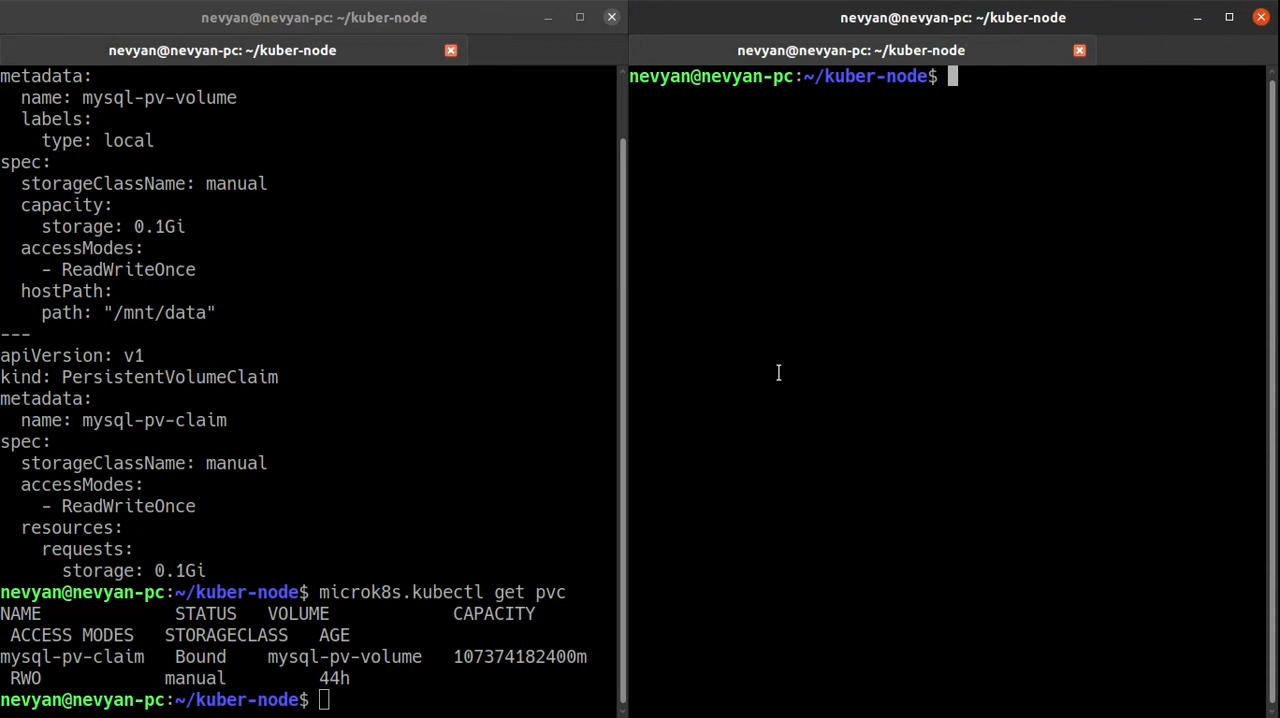 nevyan@nevyan-pc: ~/kuber-node
nevyan@nevyan-pc: ~/kuber-node
metadata:
  name: mysql-pv-volume
  labels:
    type: local
spec:
  storageClassName: manual
  capacity:
    storage: 0.1Gi
  accessModes:
    - ReadWriteOnce
  hostPath:
    path: "/mnt/data"
---
apiVersion: v1
kind: PersistentVolumeClaim
metadata:
  name: mysql-pv-claim
spec:
  storageClassName: manual
  accessModes:
    - ReadWriteOnce
  resources:
    requests:
      storage: 0.1Gi
nevyan@nevyan-pc:~/kuber-node$ microk8s.kubectl get pvc
NAME             STATUS   VOLUME            CAPACITY
 ACCESS MODES   STORAGECLASS   AGE
mysql-pv-claim   Bound    mysql-pv-volume   107374182400m
 RWO            manual         44h
nevyan@nevyan-pc:~/kuber-node$
nevyan@nevyan-pc: ~/kuber-node
nevyan@nevyan-pc: ~/kuber-node
nevyan@nevyan-pc:~/kuber-node$